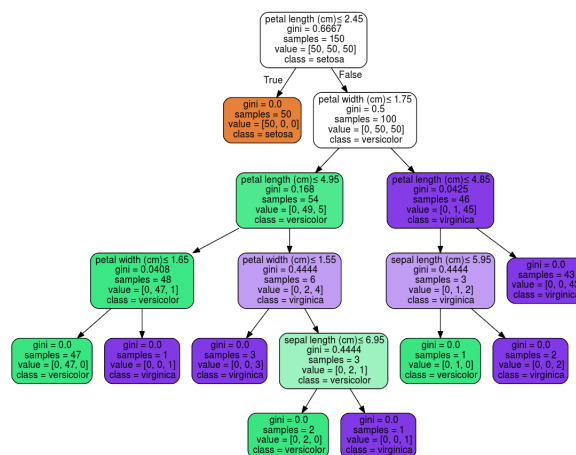 petal length (cm)≤ 2.45
gini = 0.6667
samples = 150
value = [50, 50, 50]
class = setosa
True
False
gini = 0.0
samples = 50
value = [50, 0, 0]
class = setosa
petal width (cm)≤ 1.75
gini = 0.5
samples = 100
value = [0, 50, 50]
class = versicolor
petal length (cm)≤ 4.95
gini = 0.168
samples = 54
value = [0, 49, 5]
class = versicolor
petal length (cm)≤ 4.85
gini = 0.0425
samples = 46
value = [0, 1, 45]
class = virginica
petal width (cm)≤ 1.65
gini = 0.0408
samples = 48
value = [0, 47, 1]
class = versicolor
petal width (cm)≤ 1.55
gini = 0.4444
samples = 6
value = [0, 2, 4]
class = virginica
sepal length (cm)≤ 5.95
gini = 0.4444
samples = 3
value = [0, 1, 2]
class = virginica
gini = 0.0
samples = 43
value = [0, 0, 43]
class = virginica
gini = 0.0
samples = 47
value = [0, 47, 0]
class = versicolor
gini = 0.0
samples = 1
value = [0, 0, 1]
class = virginica
gini = 0.0
samples = 3
value = [0, 0, 3]
class = virginica
sepal length (cm)≤ 6.95
gini = 0.4444
samples = 3
value = [0, 2, 1]
class = versicolor
gini = 0.0
samples = 1
value = [0, 1, 0]
class = versicolor
gini = 0.0
samples = 2
value = [0, 0, 2]
class = virginica
gini = 0.0
samples = 2
value = [0, 2, 0]
class = versicolor
gini = 0.0
samples = 1
value = [0, 0, 1]
class = virginica